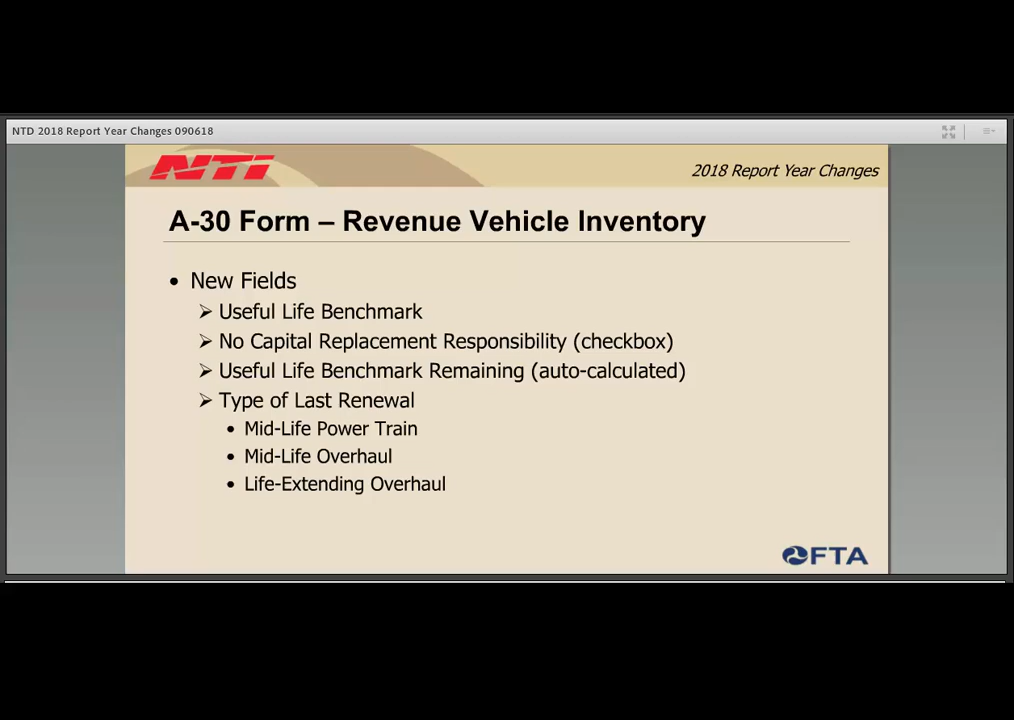 NTD 2018 Report Year Changes 090618
NTI
2018 Report Year Changes
A-30 Form – Revenue Vehicle Inventory
• New Fields
➢ Useful Life Benchmark
➢ No Capital Replacement Responsibility (checkbox)
➢ Useful Life Benchmark Remaining (auto-calculated)
➢ Type of Last Renewal
• Mid-Life Power Train
• Mid-Life Overhaul
• Life-Extending Overhaul
FTA